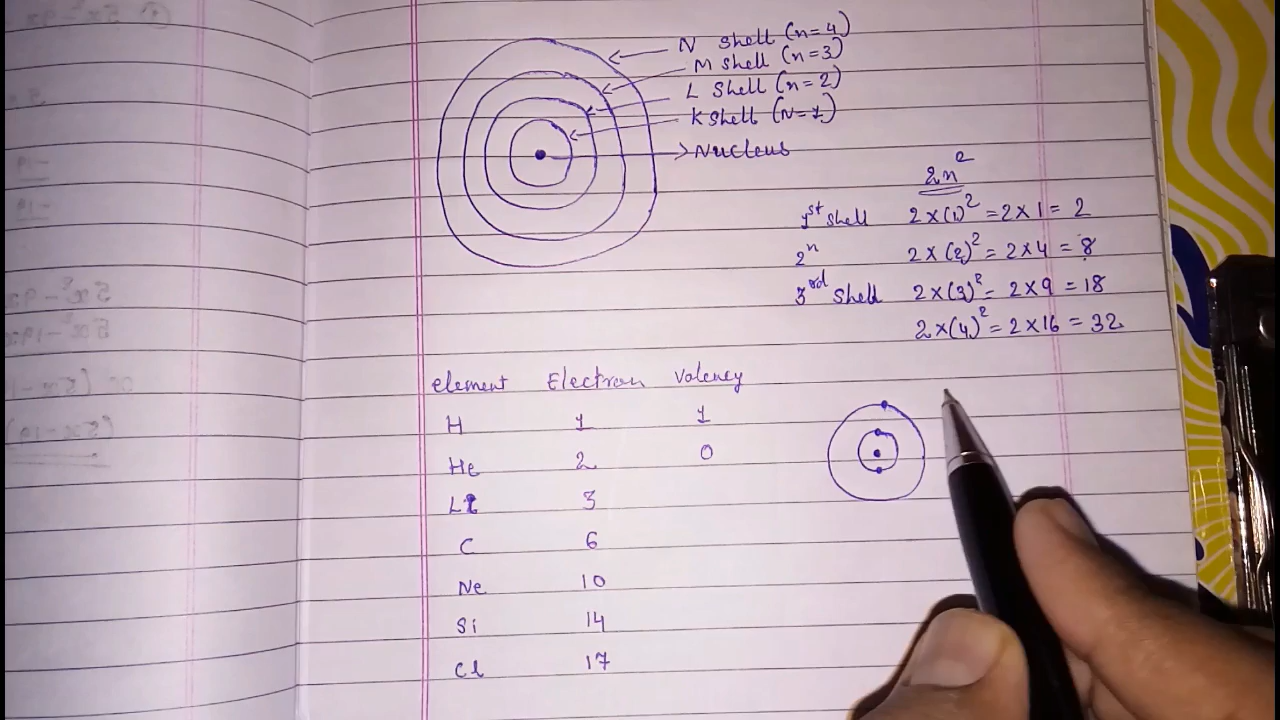 N shell (n=4)
M shell (n=3)
L shell (n=2)
K shell (N=1)
Nucleus
2n²
1st shell 2×(1)² = 2×1 = 2
2n 2×(2)² = 2×4 = 8
3rd shell 2×(3)² = 2×9 = 18
2×(4)² = 2×16 = 32
element Electron Valency
H 1 1
He 2 0
Li 3
C 6
Ne 10
Si 14
Cl 17